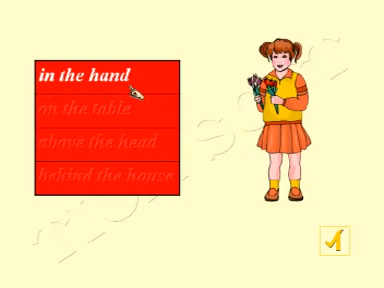 in the hand
on the table
above the head
behind the house